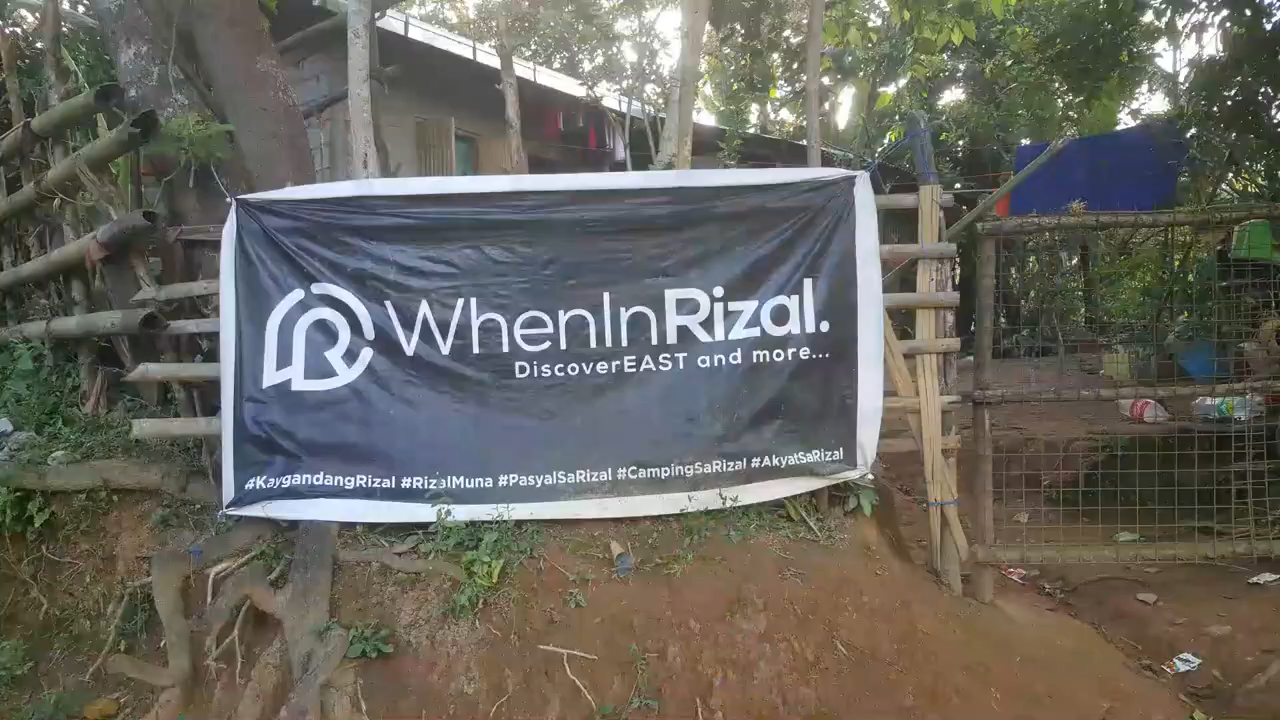 WhenInRizal.
DiscoverEAST and more...
#KaygandangRizal #RizalMuna #PasyalSaRizal #CampingSaRizal #AkyatSaRizal